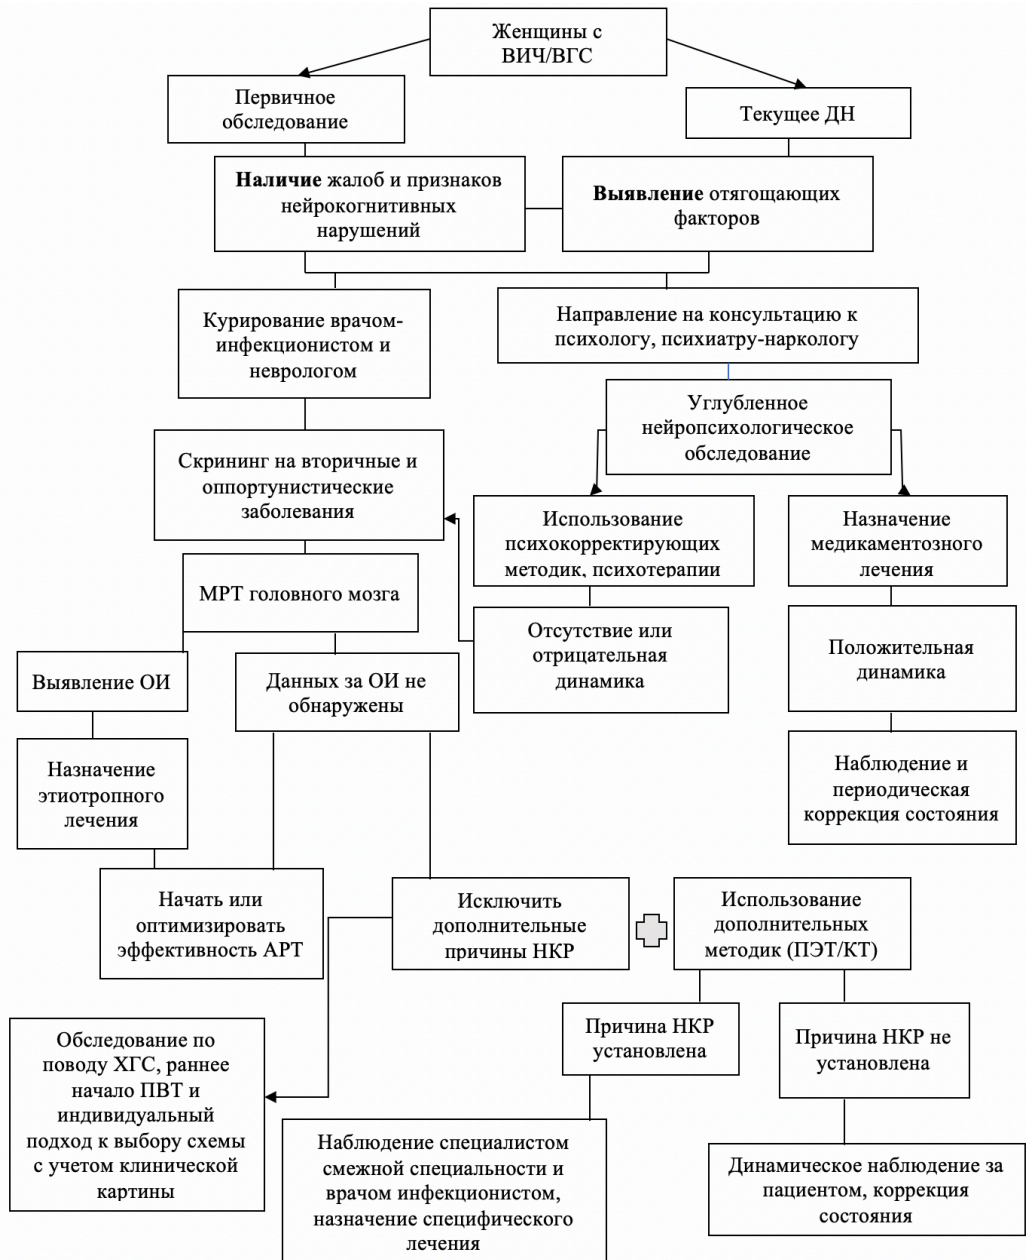 Женщины с
ВИЧ/ВГС
Первичное
обследование
Текущее ДН
Наличие жалоб и признаков
нейрокогнитивных
нарушений
Выявление отягощающих
факторов
Курирование врачом-
инфекционистом и
неврологом
Направление на консультацию к
психологу, психиатру-наркологу
Углубленное
нейропсихологическое
обследование
Скрининг на вторичные и
оппортунистические
заболевания
Использование
психокорректирующих
методик, психотерапии
Назначение
медикаментозного
лечения
МРТ головного мозга
Отсутствие или
отрицательная
динамика
Положительная
динамика
Выявление ОИ
Данных за ОИ не
обнаружены
Назначение
этиотропного
лечения
Наблюдение и
периодическая
коррекция состояния
Начать или
оптимизировать
эффективность АРТ
Исключить
дополнительные
причины НКР
Использование
дополнительных
методик (ПЭТ/КТ)
Обследование по
поводу ХГС, раннее
начало ПВТ и
индивидуальный
подход к выбору схемы
с учетом клинической
картины
Причина НКР
установлена
Причина НКР не
установлена
Наблюдение специалистом
смежной специальности и
врачом инфекционистом,
назначение специфического
лечения
Динамическое наблюдение за
пациентом, коррекция
состояния